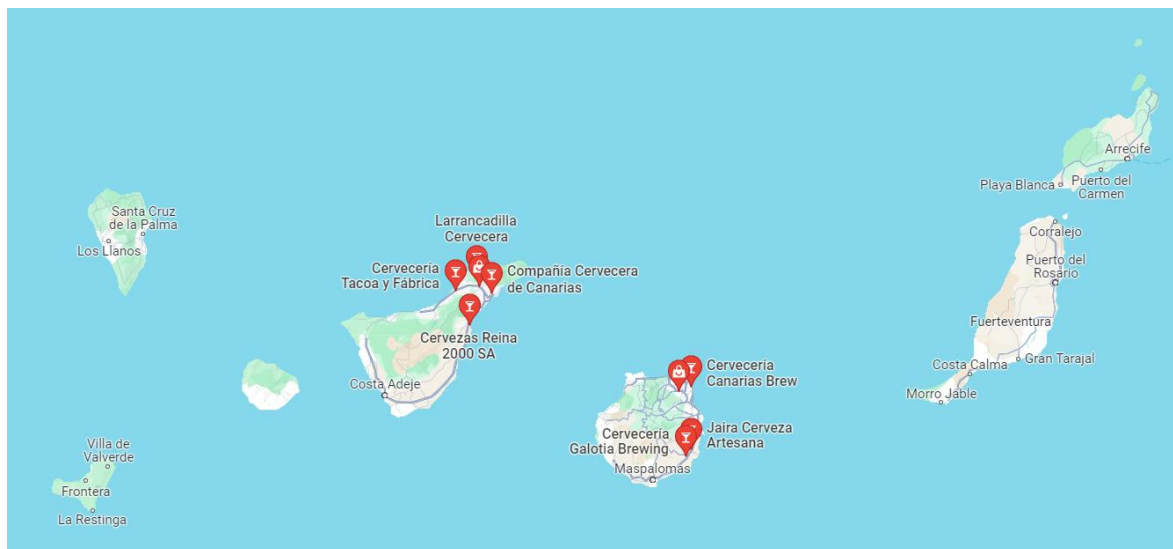 Arrecife
Playa Blanca
Puerto del
Carmen
Santa Cruz
de la Palma
Los Llanos
Larrancadilla
Cervecera
Cervecería
Tacoa y Fábrica
Compañía Cervecera
de Canarias
Corralejo
Puerto del
Rosario
Fuerteventura
Cervezas Reina
2000 SA
Costa Adeje
Cervecería
Canarias Brew
Costa Calma
Gran Tarajal
Morro Jable
Jaira Cerveza
Artesana
Cervecería
Galotia Brewing
Maspalomas
Villa de
Valverde
Frontera
La Restinga